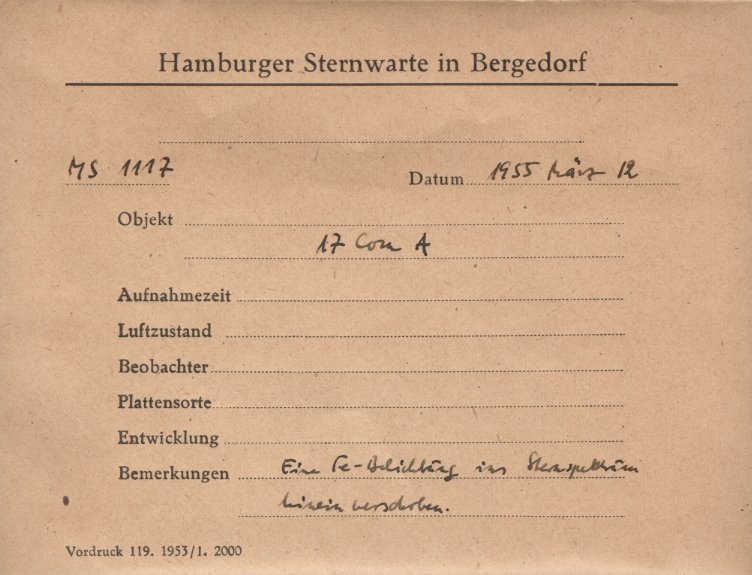 Hamburger Sternwarte in Bergedorf
MS 1117
Datum 1955 März 12
Objekt
17 Com A
Aufnahmezeit
Luftzustand
Beobachter
Plattensorte
Entwicklung
Bemerkungen Eine Fe-Belichtung ins Sternspektrum
hinein verschoben.
Vordruck 119. 1953/1. 2000